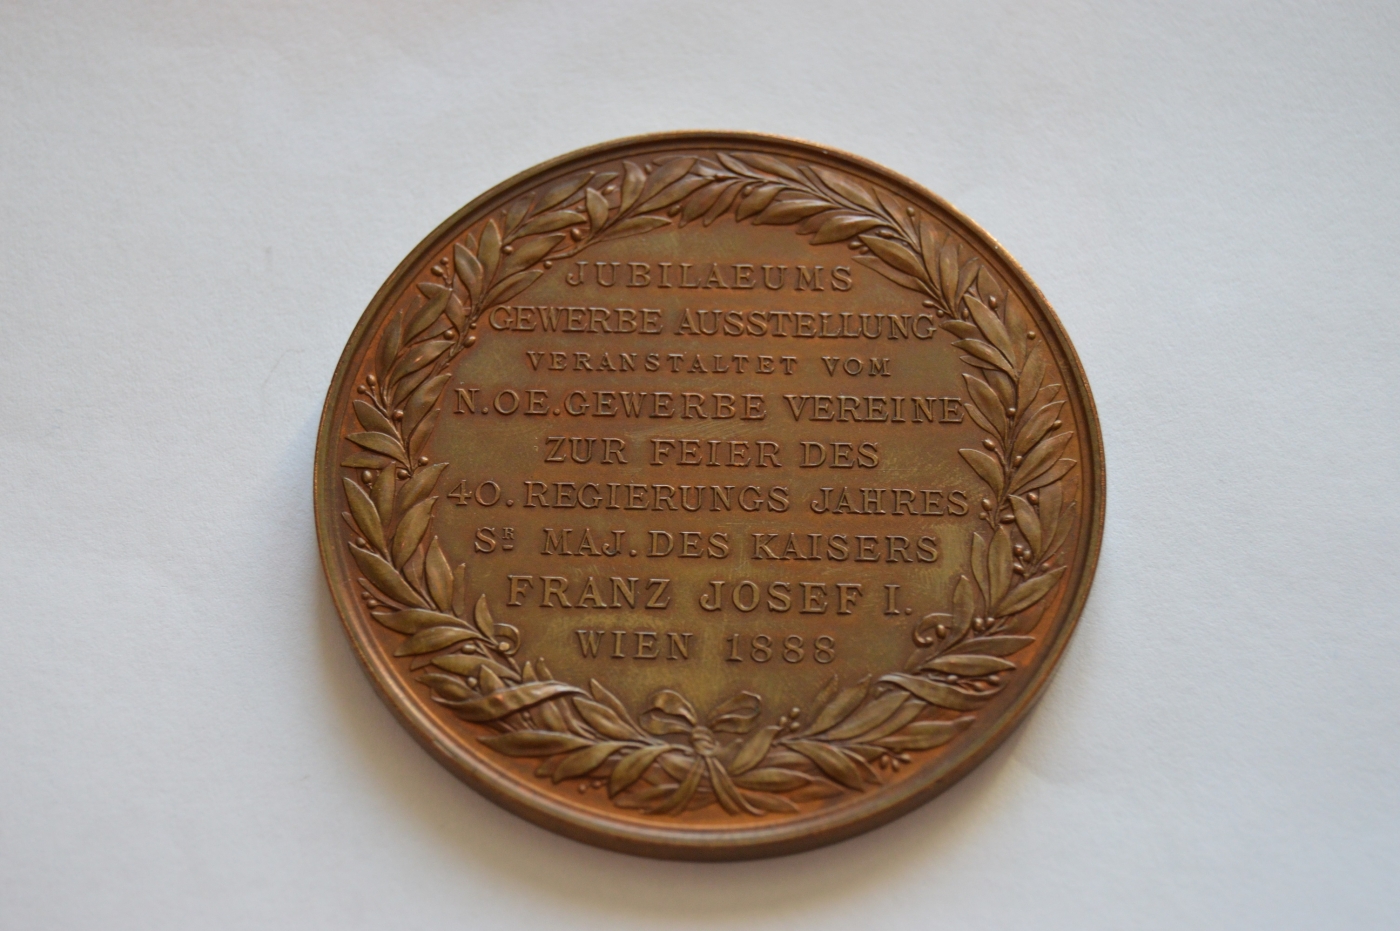 JUBILAEUMS
GEWERBE AUSSTELLUNG
VERANSTALTET VOM
N.OE.GEWERBE VEREINE
ZUR FEIER DES
40. REGIERUNGS JAHRES
SR MAJ. DES KAISERS
FRANZ JOSEF I.
WIEN 1888